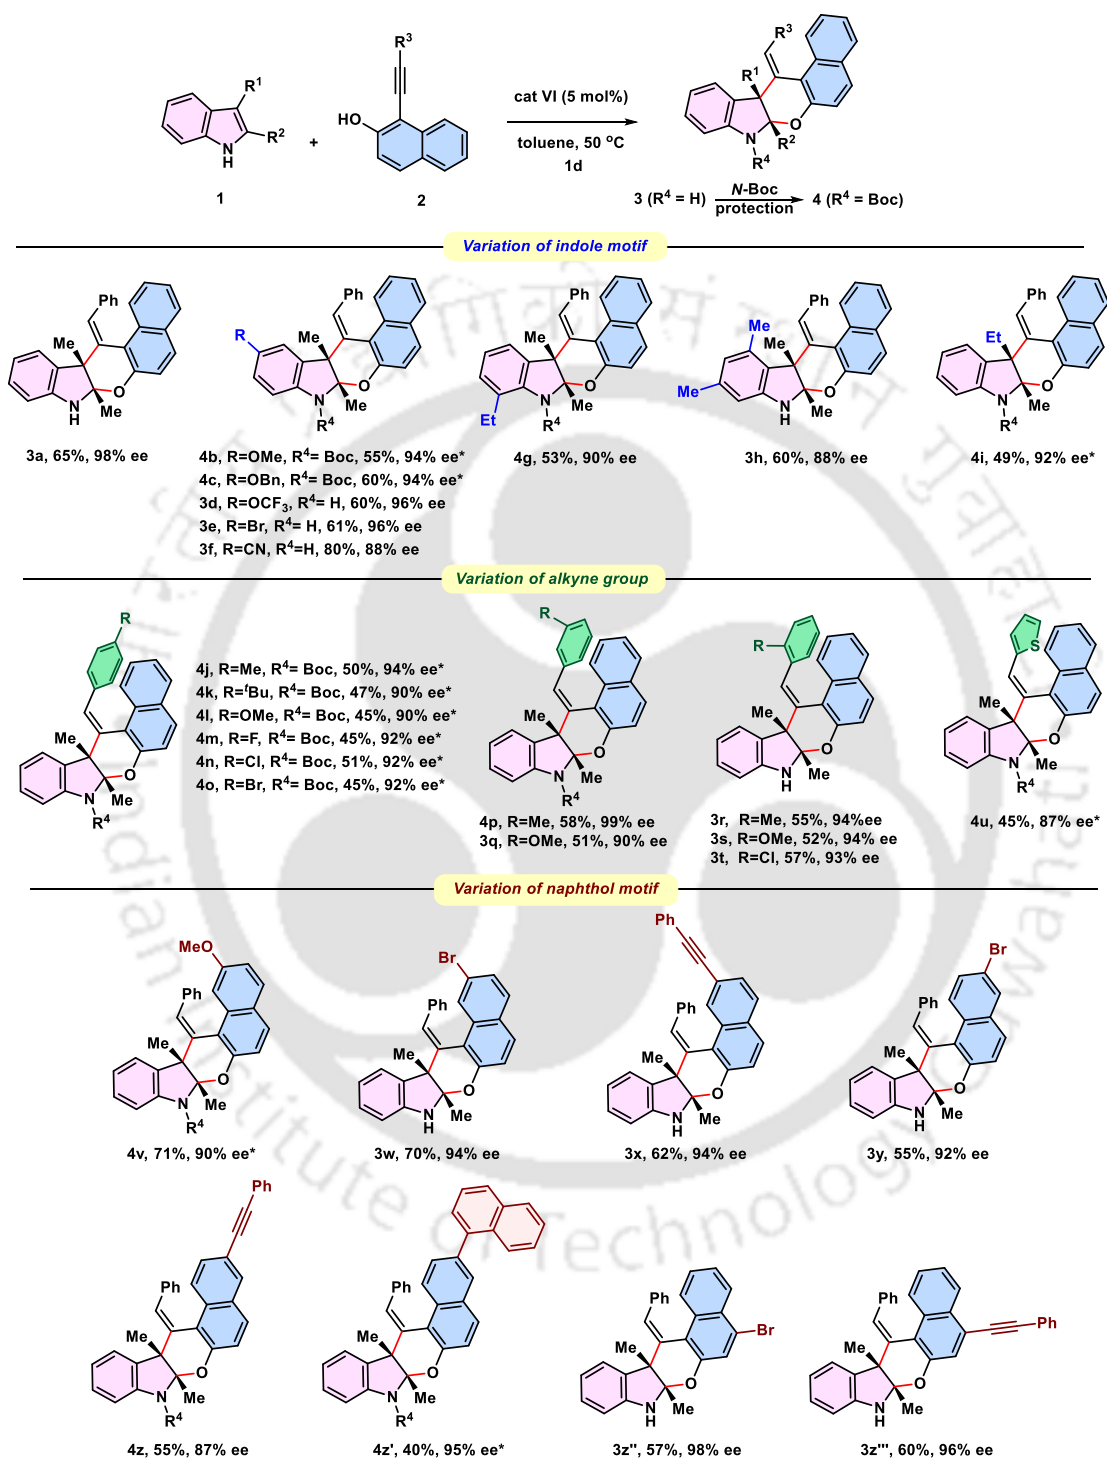 R3
R1
R2
N
H
1
+
R3
HO
2
cat VI (5 mol%)
toluene, 50 oC
1d
R3
R1
O
N
R2
R4
3 (R4 = H)
N-Boc
protection
4 (R4 = Boc)
Variation of indole motif
Ph
Me
O
N
H
Me
3a, 65%, 98% ee
Ph
R
Me
O
N
Me
R4
4b, R=OMe, R4= Boc, 55%, 94% ee*
4c, R=OBn, R4= Boc, 60%, 94% ee*
3d, R=OCF3, R4= H, 60%, 96% ee
3e, R=Br, R4= H, 61%, 96% ee
3f, R=CN, R4=H, 80%, 88% ee
Ph
Me
O
Et
N
Me
R4
4g, 53%, 90% ee
Ph
Me
Me
Me
O
N
H
Me
3h, 60%, 88% ee
Ph
Et
O
N
Me
R4
4i, 49%, 92% ee*
Variation of alkyne group
R
Me
O
N
Me
R4
4j, R=Me, R4= Boc, 50%, 94% ee*
4k, R=tBu, R4= Boc, 47%, 90% ee*
4l, R=OMe, R4= Boc, 45%, 90% ee*
4m, R=F, R4= Boc, 45%, 92% ee*
4n, R=Cl, R4= Boc, 51%, 92% ee*
4o, R=Br, R4= Boc, 45%, 92% ee*
R
Me
O
N
Me
R4
4p, R=Me, 58%, 99% ee
3q, R=OMe, 51%, 90% ee
R
Me
O
N
H
Me
3r, R=Me, 55%, 94%ee
3s, R=OMe, 52%, 94% ee
3t, R=Cl, 57%, 93% ee
S
Me
O
N
Me
R4
4u, 45%, 87% ee*
Variation of naphthol motif
MeO
Ph
Me
O
N
Me
R4
4v, 71%, 90% ee*
Br
Ph
Me
O
N
H
Me
3w, 70%, 94% ee
Ph
Ph
Me
O
N
H
Me
3x, 62%, 94% ee
Br
Ph
Me
O
N
H
Me
3y, 55%, 92% ee
Ph
Ph
Me
O
N
Me
R4
4z, 55%, 87% ee
Ph
Me
O
N
Me
R4
4z', 40%, 95% ee*
Ph
Br
Me
O
N
H
Me
3z'', 57%, 98% ee
Ph
Ph
Me
O
N
H
Me
3z''', 60%, 96% ee
Indian Institute of Technology Guwahati